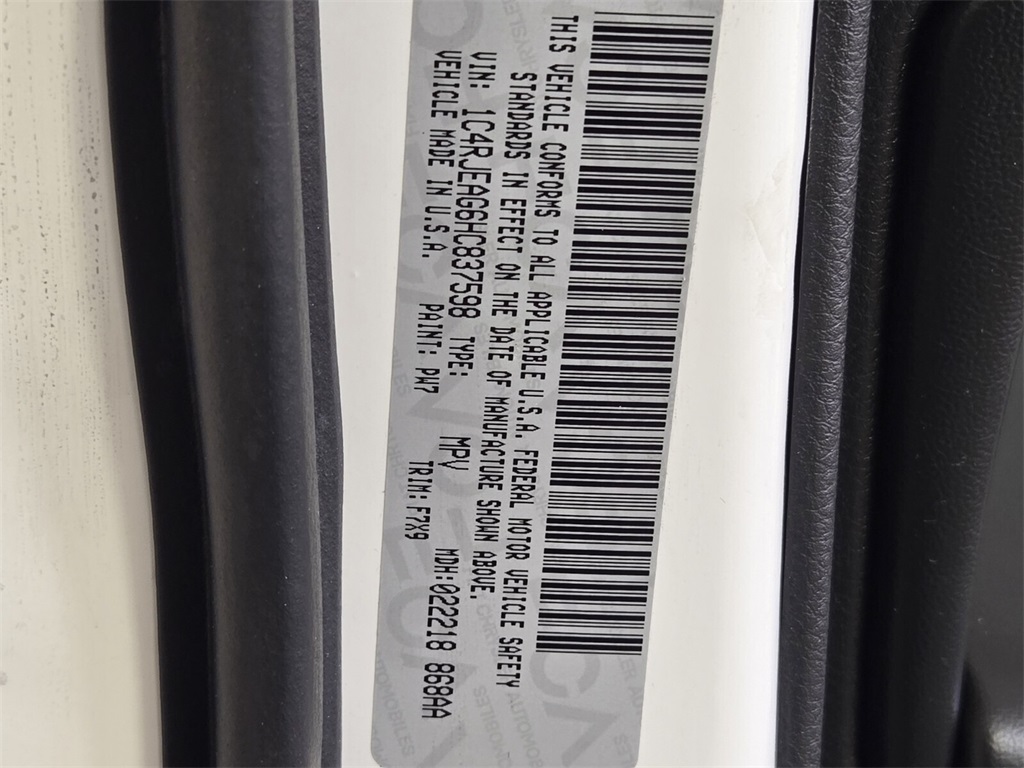 THIS VEHICLE CONFORMS TO ALL APPLICABLE U.S.A. FEDERAL MOTOR VEHICLE SAFETY
STANDARDS IN EFFECT ON THE DATE OF MANUFACTURE SHOWN ABOVE.
VIN: 1C4RJEAG6HC837598 TYPE: MPV MDH:022218 868AA
VEHICLE MADE IN U.S.A. PAINT: PW7 TRIM: F7X9